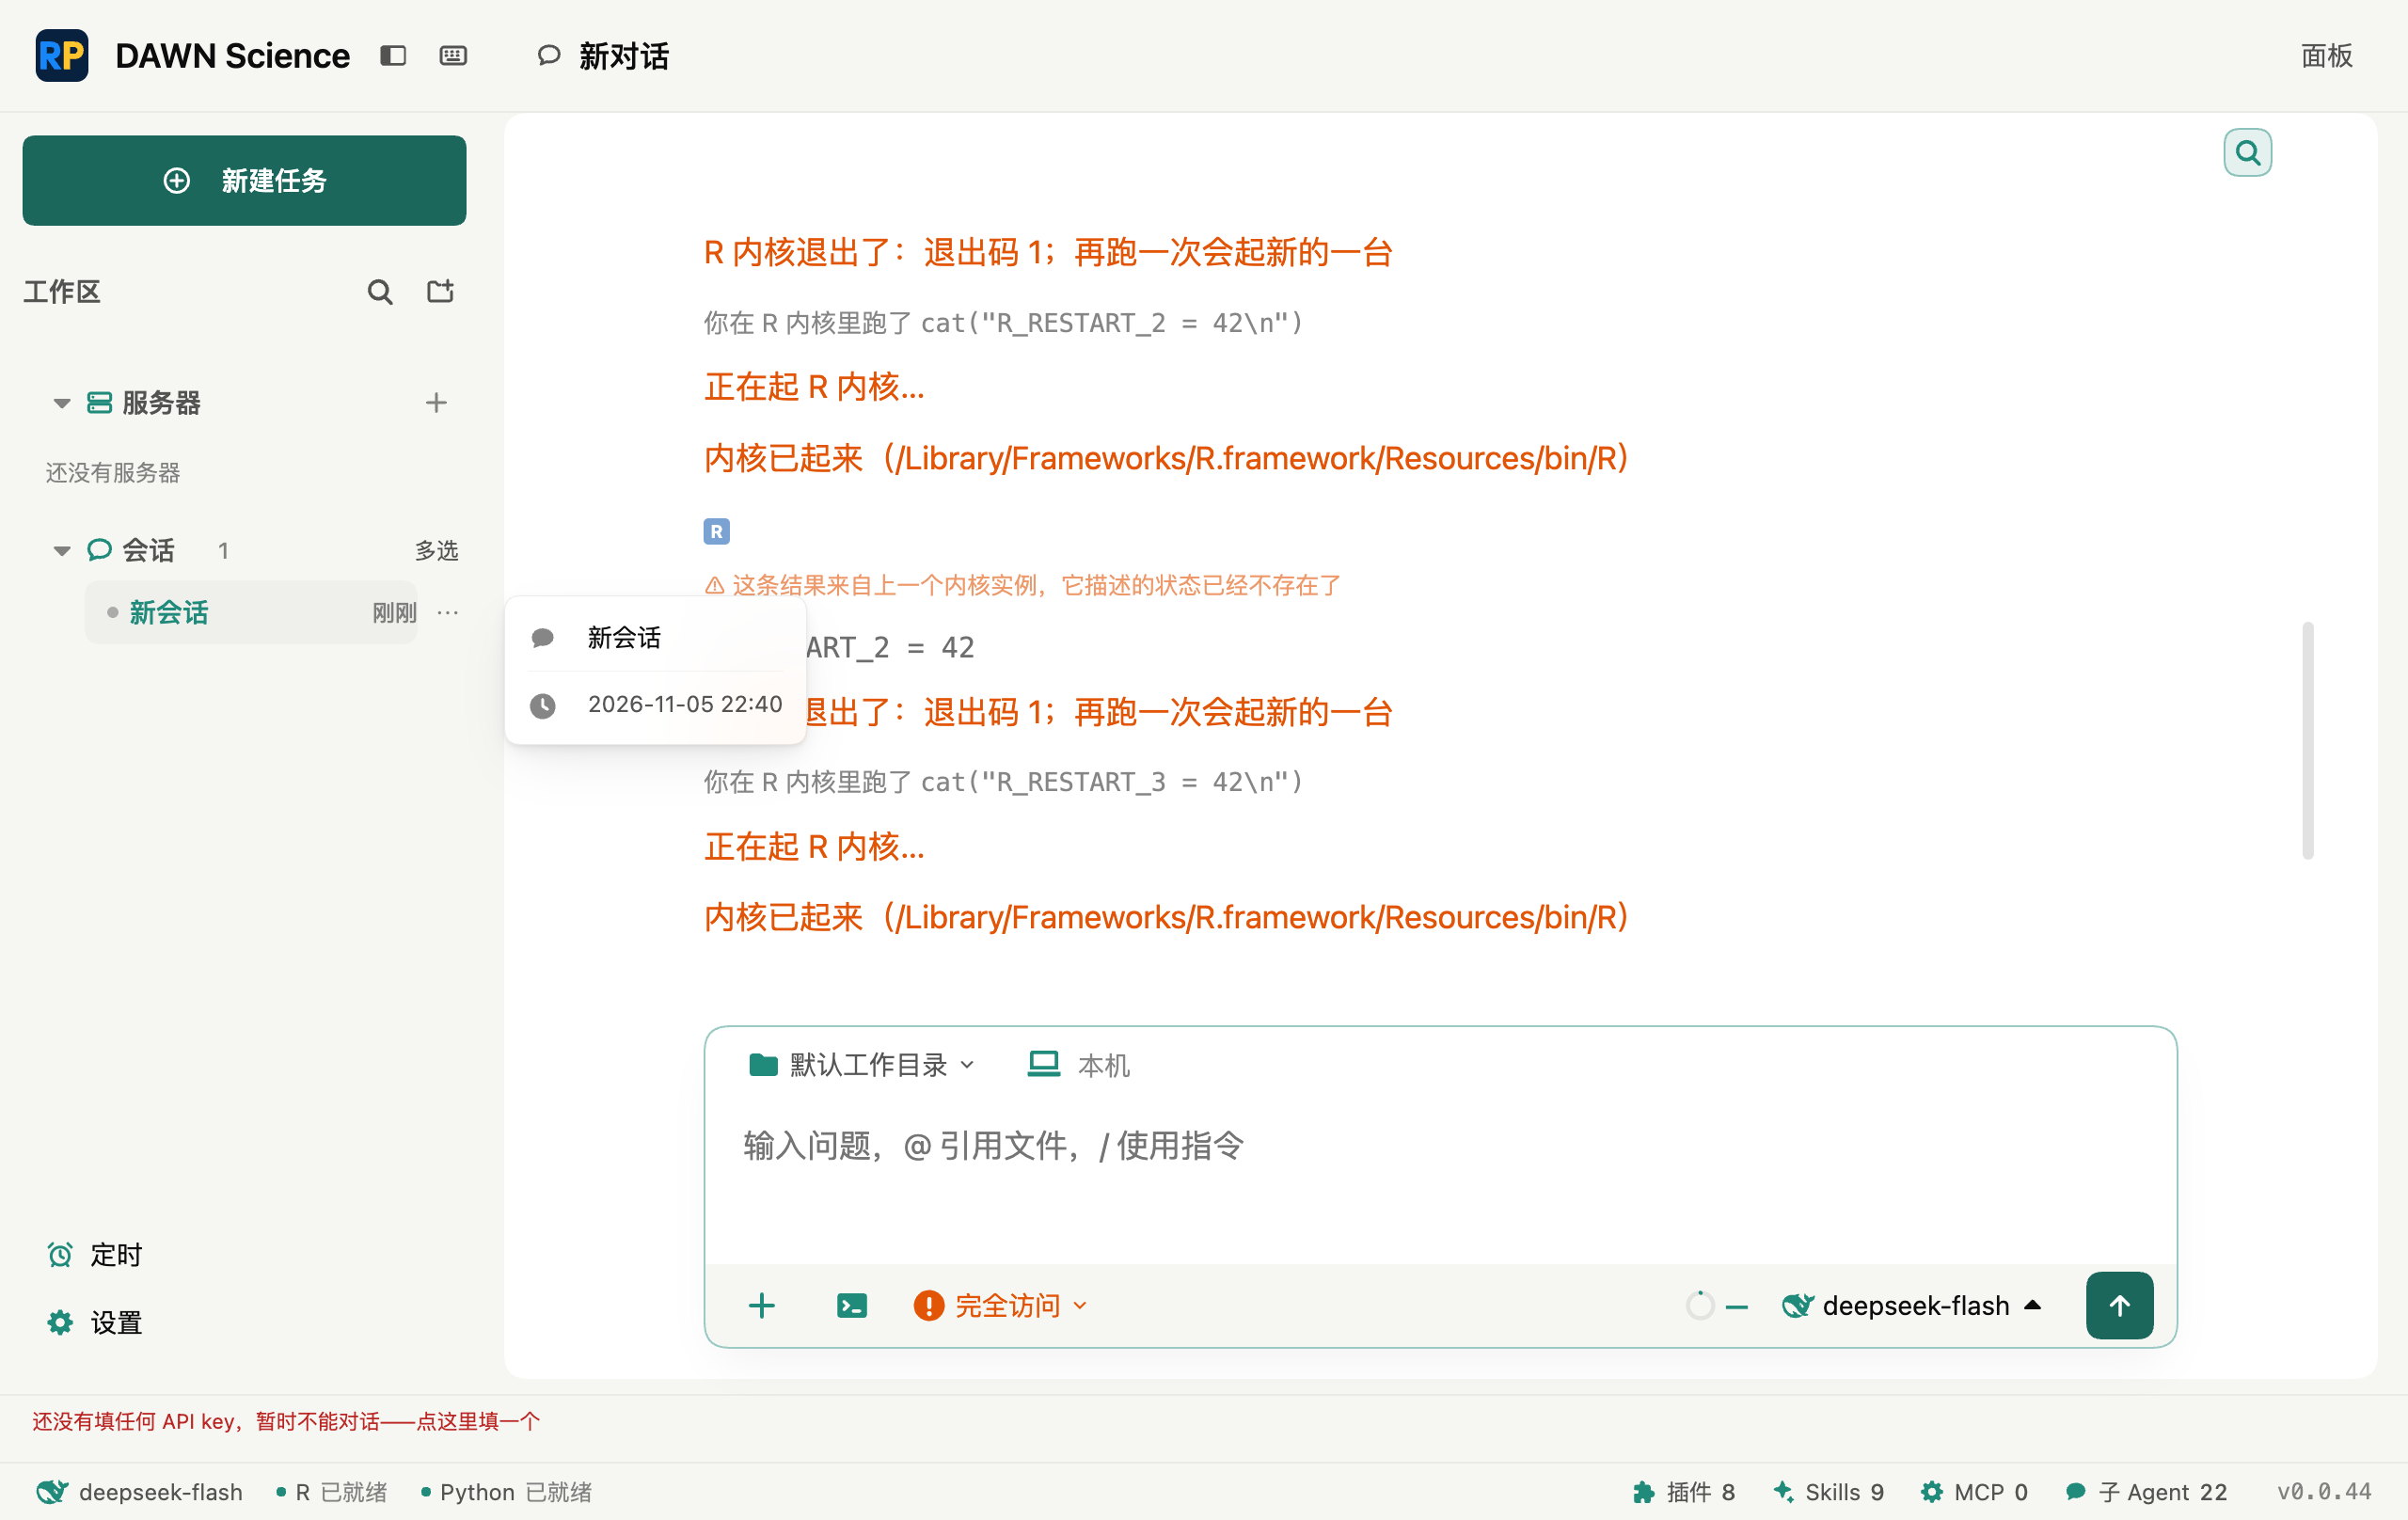 RP DAWN Science
新对话
面板
新建任务
工作区
服务器
还没有服务器
会话 1 多选
新会话 刚刚 ...
定时
设置
R 内核退出了：退出码 1；再跑一次会起新的一台
你在 R 内核里跑了 cat("R_RESTART_2 = 42\n")
正在起 R 内核...
内核已起来（/Library/Frameworks/R.framework/Resources/bin/R）
R
这条结果来自上一个内核实例，它描述的状态已经不存在了
新会话
ART_2 = 42
2026-11-05 22:40
退出了：退出码 1；再跑一次会起新的一台
你在 R 内核里跑了 cat("R_RESTART_3 = 42\n")
正在起 R 内核...
内核已起来（/Library/Frameworks/R.framework/Resources/bin/R）
默认工作目录 本机
输入问题，@ 引用文件，/ 使用指令
完全访问 deepseek-flash
还没有填任何 API key，暂时不能对话——点这里填一个
deepseek-flash R 已就绪 Python 已就绪 插件 8 Skills 9 MCP 0 子 Agent 22 v0.0.44